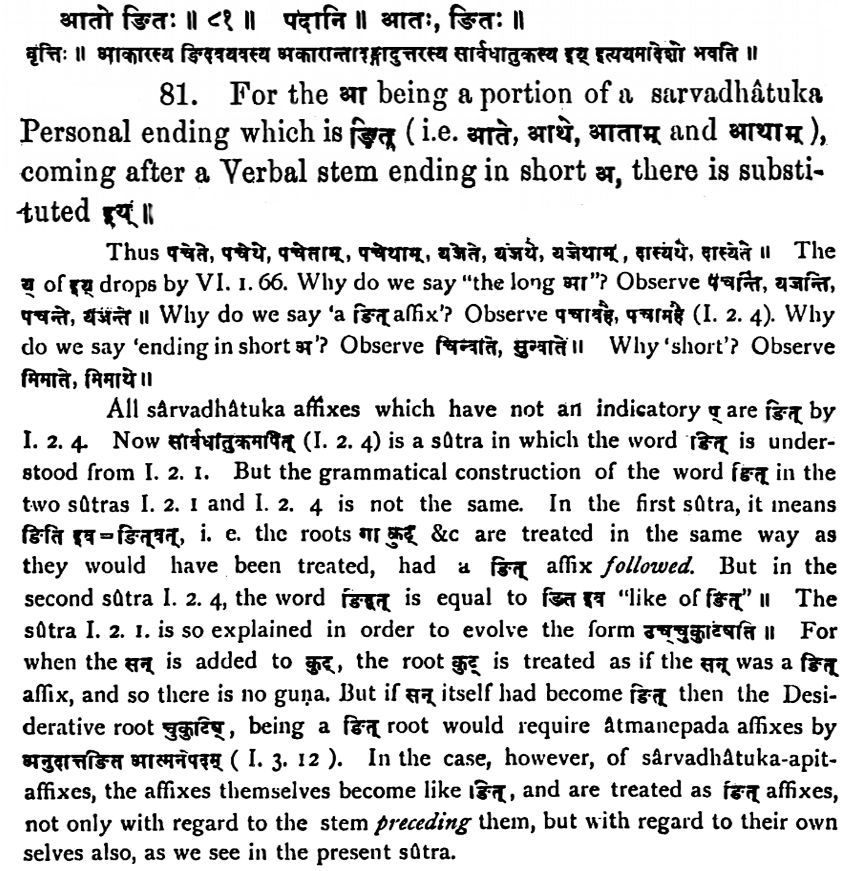 आतो ङितः ॥ ८१ ॥ पदानि ॥ आतः, ङितः ॥
वृत्तिः ॥ आकारस्य ङिदवयवस्य अकारान्तादङ्गादुत्तरस्य सार्वधातुकस्य इय् इत्ययमादेशो भवति ॥
81. For the आ being a portion of a sarvadhâtuka
Personal ending which is ङित् ( i.e. आते, आथे, आताम् and आथाम् ),
coming after a Verbal stem ending in short अ, there is substi-
tuted इय् ॥
Thus पचेते, पचेथे, पचेताम्, पचेथाम्, यजेते, यजेथे, यजेथाम्, दास्येथे, दास्येते ॥ The
य् of इय् drops by VI. 1. 66. Why do we say "the long आ"? Observe पचन्ति, यजन्ति,
पचन्ते, यजन्ते ॥ Why do we say 'a ङित् affix'? Observe पचावहै, पचामहै (I. 2. 4). Why
do we say 'ending in short अ'? Observe चिन्वाते, सुन्वाते ॥ Why 'short'? Observe
मिमाते, मिमाथे ॥
All sârvadhâtuka affixes which have not an indicatory प् are ङित् by
I. 2. 4. Now सार्वधातुकमपित् (I. 2. 4) is a sûtra in which the word ङित् is under-
stood from I. 2. 1. But the grammatical construction of the word ङित् in the
two sûtras I. 2. 1 and I. 2. 4 is not the same. In the first sûtra, it means
ङिति इव = ङित्वत्, i. e. the roots गा कुट् &c are treated in the same way as
they would have been treated, had a ङित् affix followed. But in the
second sûtra I. 2. 4, the word ङिद्वत् is equal to ङित इव "like of ङित्" ॥ The
sûtra I. 2. 1. is so explained in order to evolve the form उच्चुकुटिषति ॥ For
when the सन् is added to कुट्, the root कुट् is treated as if the सन् was a ङित्
affix, and so there is no guṇa. But if सन् itself had become ङित् then the Desi-
derative root चुकुटिष्, being a ङित् root would require âtmanepada affixes by
अनुदात्तङित आत्मनेपदम् ( I. 3. 12 ). In the case, however, of sârvadhâtuka-apit-
affixes, the affixes themselves become like ङित्, and are treated as ङित् affixes,
not only with regard to the stem preceding them, but with regard to their own
selves also, as we see in the present sûtra.